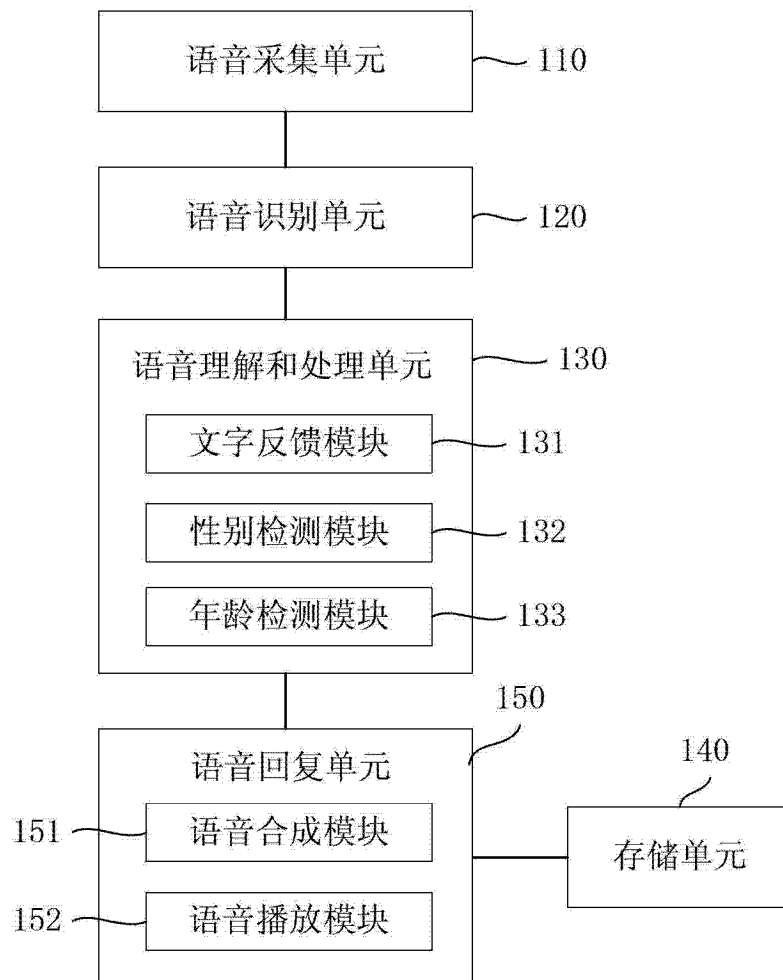 语音采集单元
110
语音识别单元
120
语音理解和处理单元
130
文字反馈模块
131
性别检测模块
132
年龄检测模块
133
150
语音回复单元
140
151
语音合成模块
存储单元
152
语音播放模块